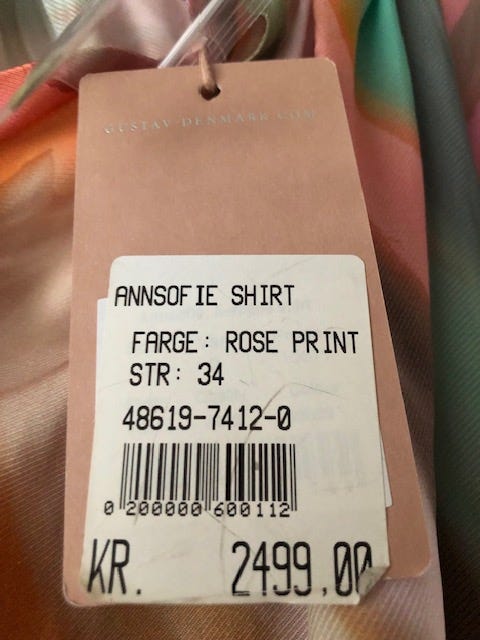 GUSTAV-DENMARK.COM
ANNSOFIE SHIRT
FARGE: ROSE PRINT
STR: 34
48619-7412-0
0 200000 600112
KR. 2499,00